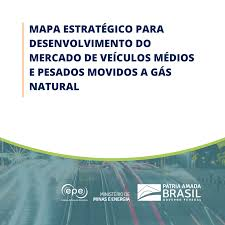 MAPA ESTRATÉGICO PARA
DESENVOLVIMENTO DO
MERCADO DE VEÍCULOS MÉDIOS
E PESADOS MOVIDOS A GÁS
NATURAL
epe
MINISTÉRIO DE
MINAS E ENERGIA
PÁTRIA AMADA
BRASIL
GOVERNO FEDERAL